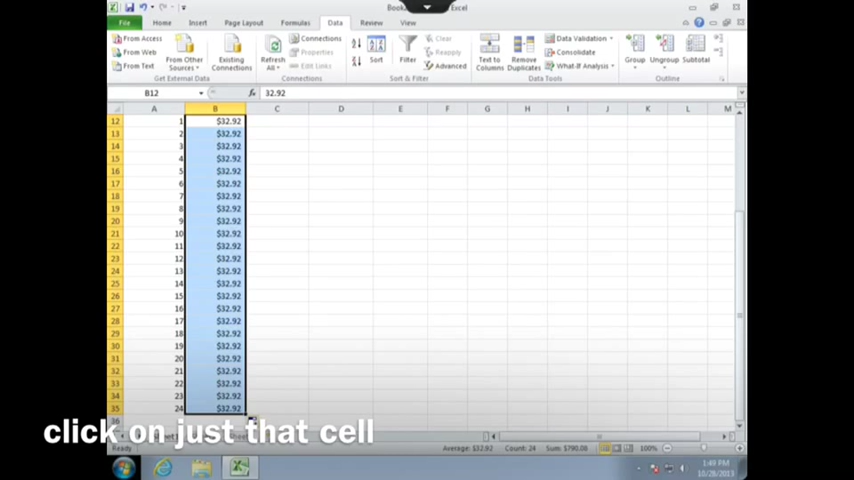 Book Excel
File Home Insert Page Layout Formulas Data Review View
From Access
From Web
From Text
From Other Sources
Existing Connections
Get External Data
Refresh All
Connections
Properties
Edit Links
Connections
Sort
Filter
Clear
Reapply
Advanced
Sort & Filter
Text to Columns
Remove Duplicates
Data Validation
Consolidate
What-If Analysis
Data Tools
Group
Ungroup
Subtotal
Outline
B12 fx 32.92
A B C D E F G H I J K L M
12 1 $32.92
13 2 $32.92
14 3 $32.92
15 4 $32.92
16 5 $32.92
17 6 $32.92
18 7 $32.92
19 8 $32.92
20 9 $32.92
21 10 $32.92
22 11 $32.92
23 12 $32.92
24 13 $32.92
25 14 $32.92
26 15 $32.92
27 16 $32.92
28 17 $32.92
29 18 $32.92
30 19 $32.92
31 20 $32.92
32 21 $32.92
33 22 $32.92
34 23 $32.92
35 24 $32.92
36
click on just that cell
Ready Average: $32.92 Count: 24 Sum: $790.08 100%
1:49 PM
10/28/2013